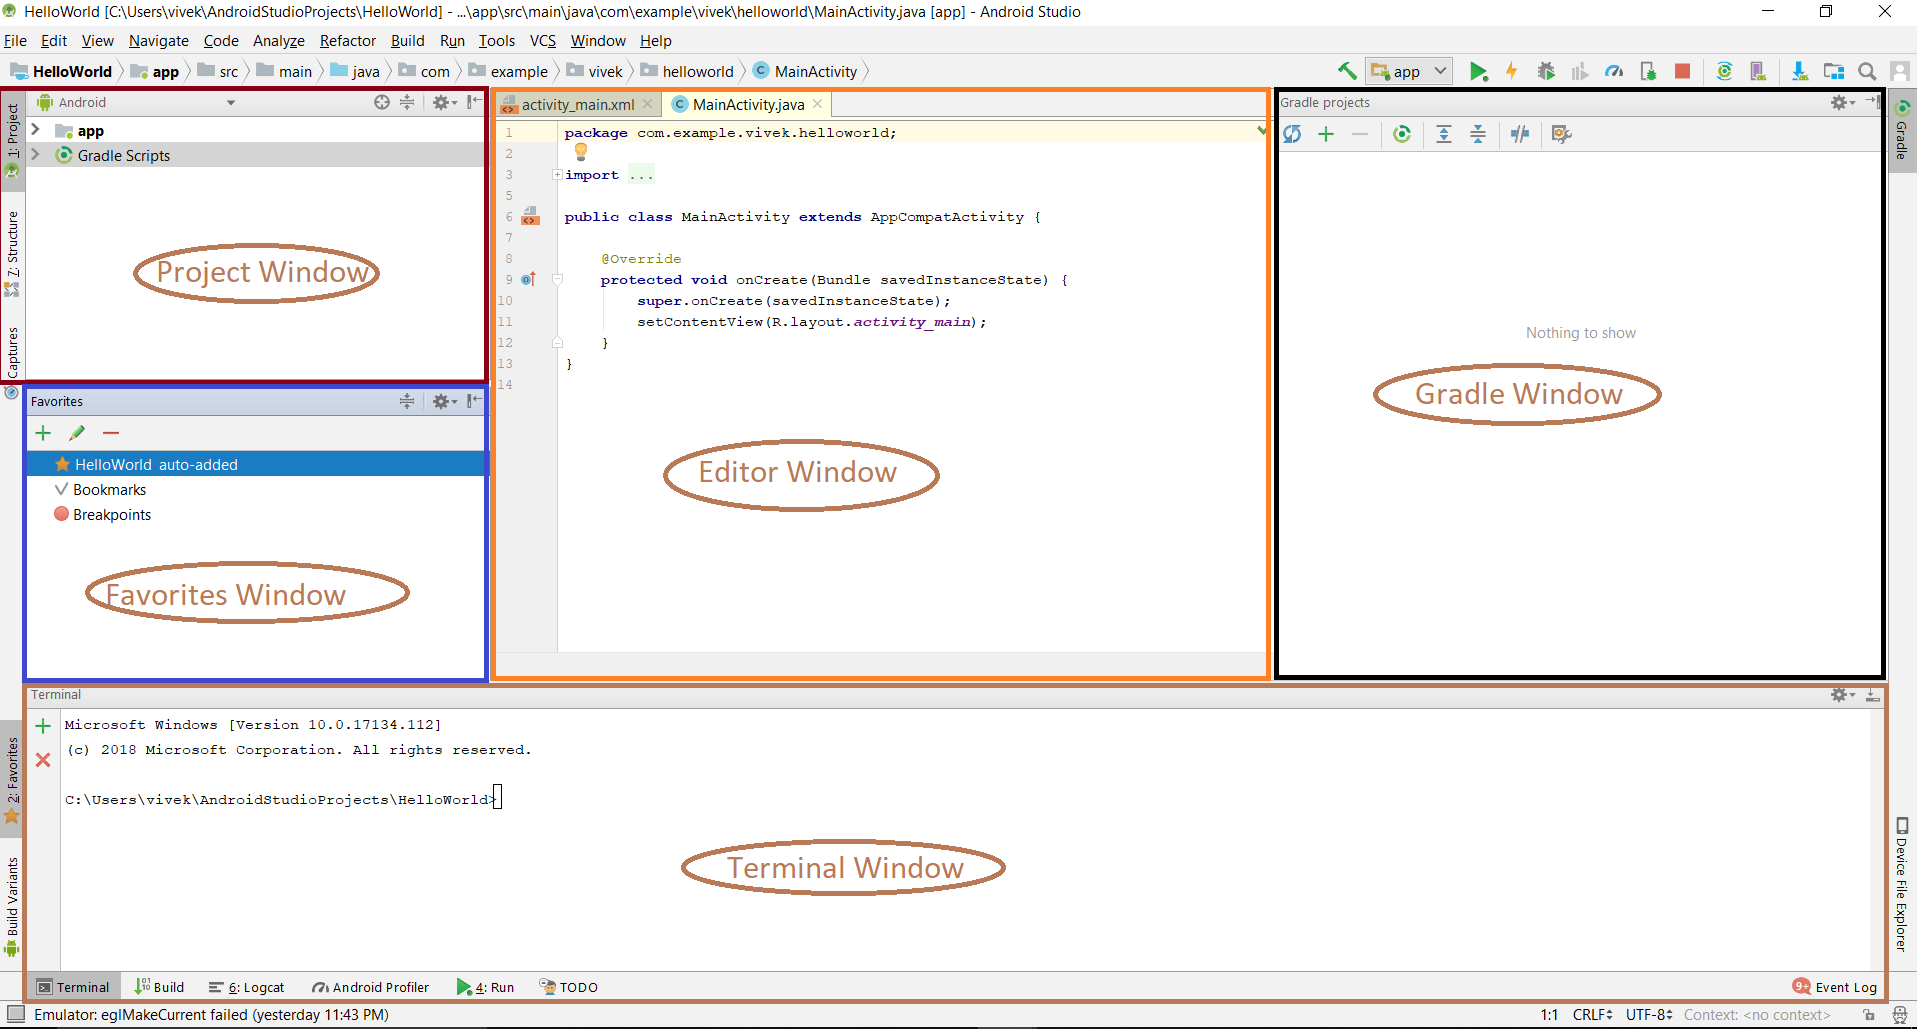 HelloWorld [C:\Users\vivek\AndroidStudioProjects\HelloWorld] - ...\app\src\main\java\com\example\vivek\helloworld\MainActivity.java [app] - Android Studio
File Edit View Navigate Code Analyze Refactor Build Run Tools VCS Window Help
HelloWorld app src main java com example vivek helloworld MainActivity
app
1: Project
7: Structure
Captures
2: Favorites
Build Variants
Android
app
Gradle Scripts
Project Window
Favorites
HelloWorld auto-added
Bookmarks
Breakpoints
Favorites Window
activity_main.xml MainActivity.java
1 package com.example.vivek.helloworld;
2
3 import ...
5
6 public class MainActivity extends AppCompatActivity {
7
8 @Override
9 protected void onCreate(Bundle savedInstanceState) {
10 super.onCreate(savedInstanceState);
11 setContentView(R.layout.activity_main);
12 }
13 }
14
Editor Window
Gradle projects
Nothing to show
Gradle Window
Gradle
Device File Explorer
Terminal
Microsoft Windows [Version 10.0.17134.112]
(c) 2018 Microsoft Corporation. All rights reserved.
C:\Users\vivek\AndroidStudioProjects\HelloWorld>
Terminal Window
Terminal Build 6: Logcat Android Profiler 4: Run TODO 9+ Event Log
Emulator: eglMakeCurrent failed (yesterday 11:43 PM) 1:1 CRLF UTF-8 Context: <no context>